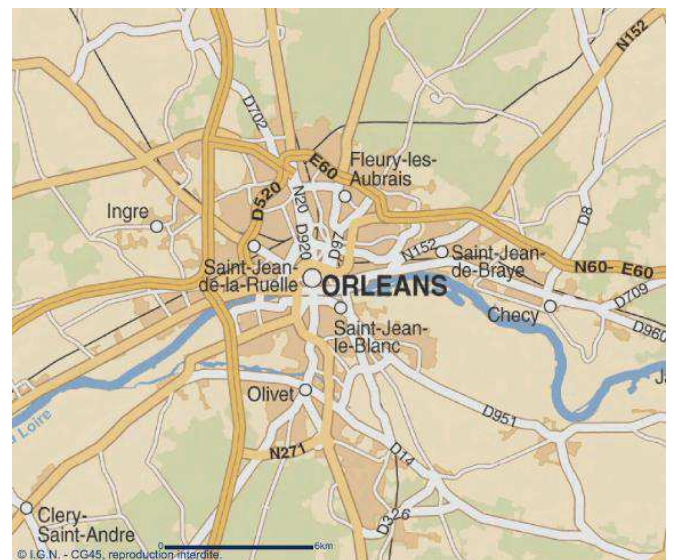 N152
D702
Fleury-les-
Aubrais
E60
D520
N20
Ingre
D8
D920
D97
N152
Saint-Jean-
de-Braye
Saint-Jean-
de-la-Ruelle
N60- E60
ORLEANS
D709
Checy
D960
Saint-Jean-
le-Blanc
Olivet
D951
Loire
N271
D14
Clery-
Saint-Andre
D326
0 6km
© I.G.N. - CG45, reproduction interdite.